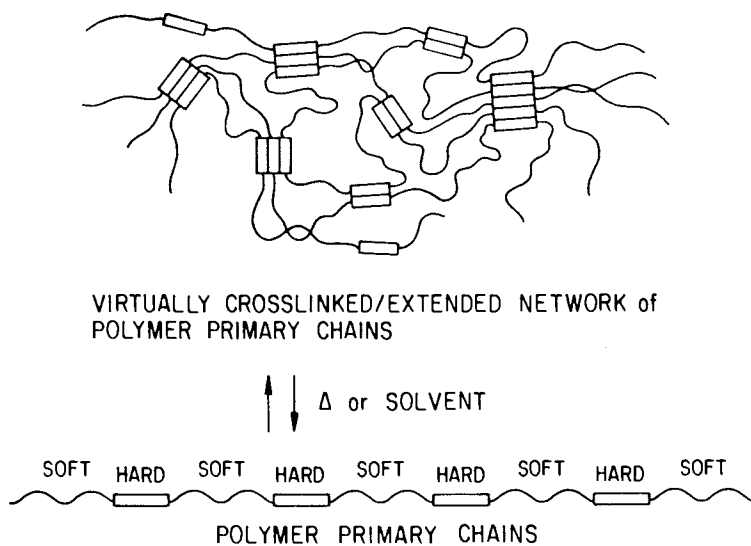 VIRTUALLY CROSSLINKED/EXTENDED NETWORK of
POLYMER PRIMARY CHAINS
Δ or SOLVENT
SOFT HARD SOFT HARD SOFT HARD SOFT HARD SOFT
POLYMER PRIMARY CHAINS